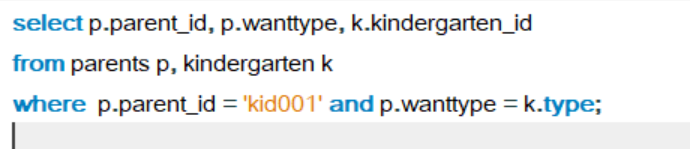 select p.parent_id, p.wanttype, k.kindergarten_id
from parents p, kindergarten k
where  p.parent_id = 'kid001' and p.wanttype = k.type;